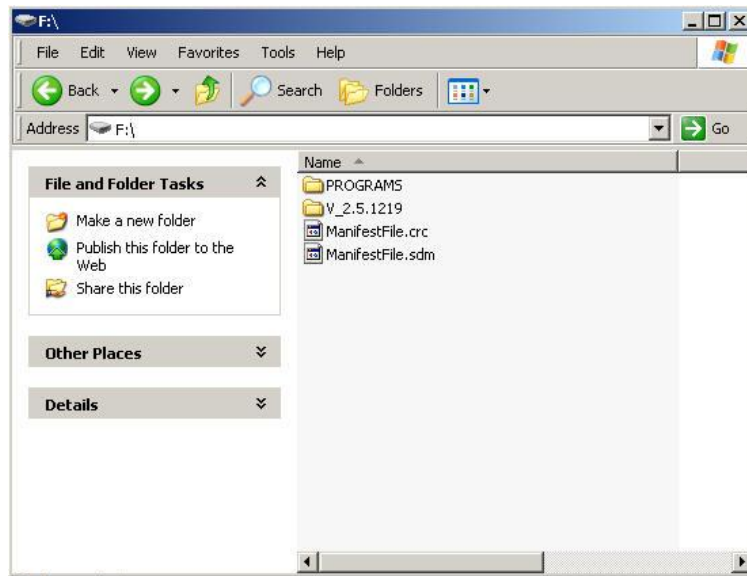 F:\
File Edit View Favorites Tools Help
Back Search Folders
Address F:\ Go
File and Folder Tasks
Make a new folder
Publish this folder to the
Web
Share this folder
Other Places
Details
Name
PROGRAMS
V_2.5.1219
ManifestFile.crc
ManifestFile.sdm